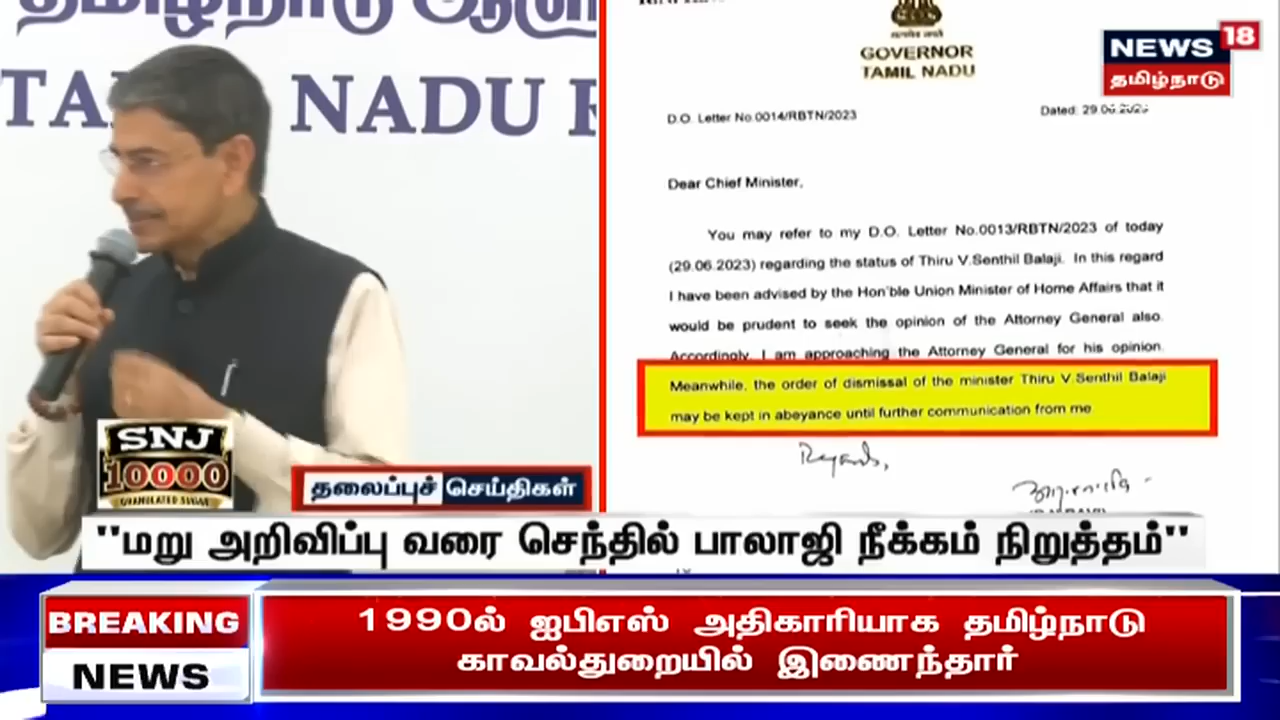 தமிழ்நாடு ஆளு
TA NADU R
GOVERNOR
TAMIL NADU
NEWS 18
தமிழ்நாடு
D.O. Letter No.0014/RBTN/2023
Dated: 29.06.2023
Dear Chief Minister,
You may refer to my D.O. Letter No.0013/RBTN/2023 of today
(29.06.2023) regarding the status of Thiru V.Senthil Balaji. In this regard
I have been advised by the Hon'ble Union Minister of Home Affairs that it
would be prudent to seek the opinion of the Attorney General also.
Accordingly, I am approaching the Attorney General for his opinion.
Meanwhile, the order of dismissal of the minister Thiru V.Senthil Balaji
may be kept in abeyance until further communication from me
Regards,
SNJ
10000
GRANULATED SUGAR
தலைப்புச் செய்திகள்
"மறு அறிவிப்பு வரை செந்தில் பாலாஜி நீக்கம் நிறுத்தம்"
BREAKING
NEWS
1990ல் ஐபிஎஸ் அதிகாரியாக தமிழ்நாடு
காவல்துறையில் இணைந்தார்